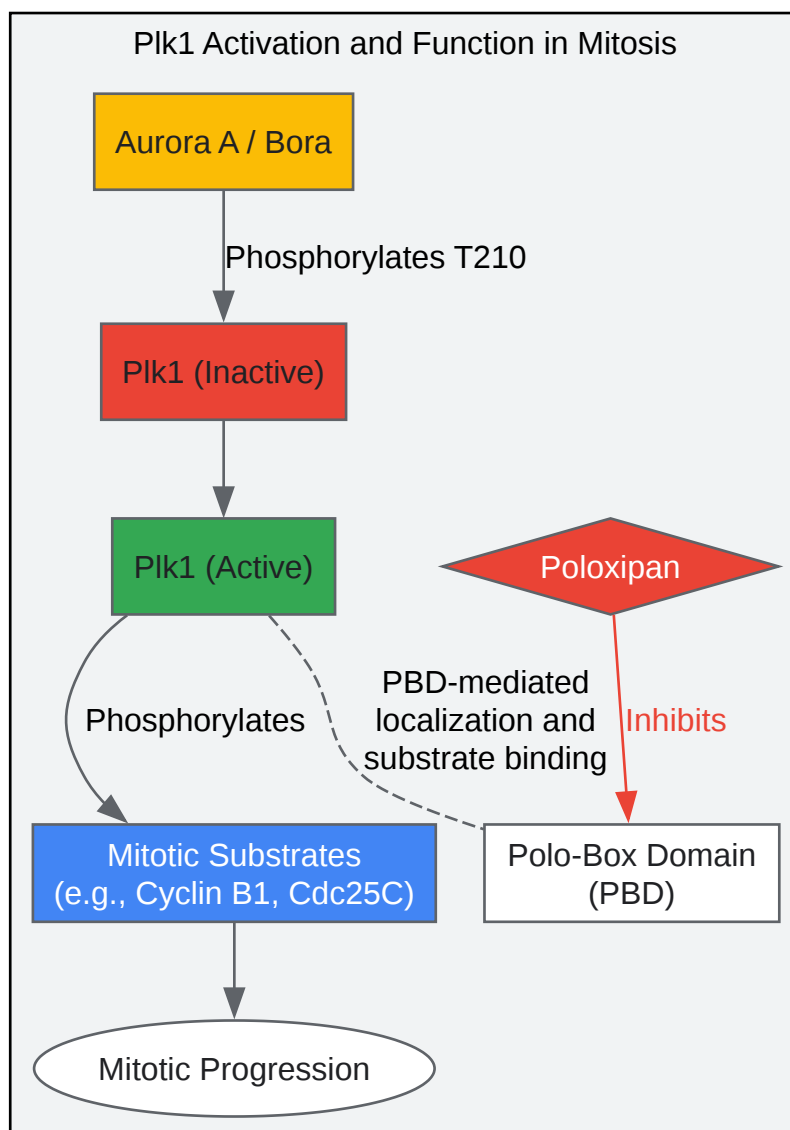 Plk1 Activation and Function in Mitosis
Aurora A / Bora
Phosphorylates T210
Plk1 (Inactive)
Plk1 (Active)
Poloxipan
Phosphorylates
PBD-mediated
localization and
substrate binding
Inhibits
Mitotic Substrates
(e.g., Cyclin B1, Cdc25C)
Polo-Box Domain
(PBD)
Mitotic Progression